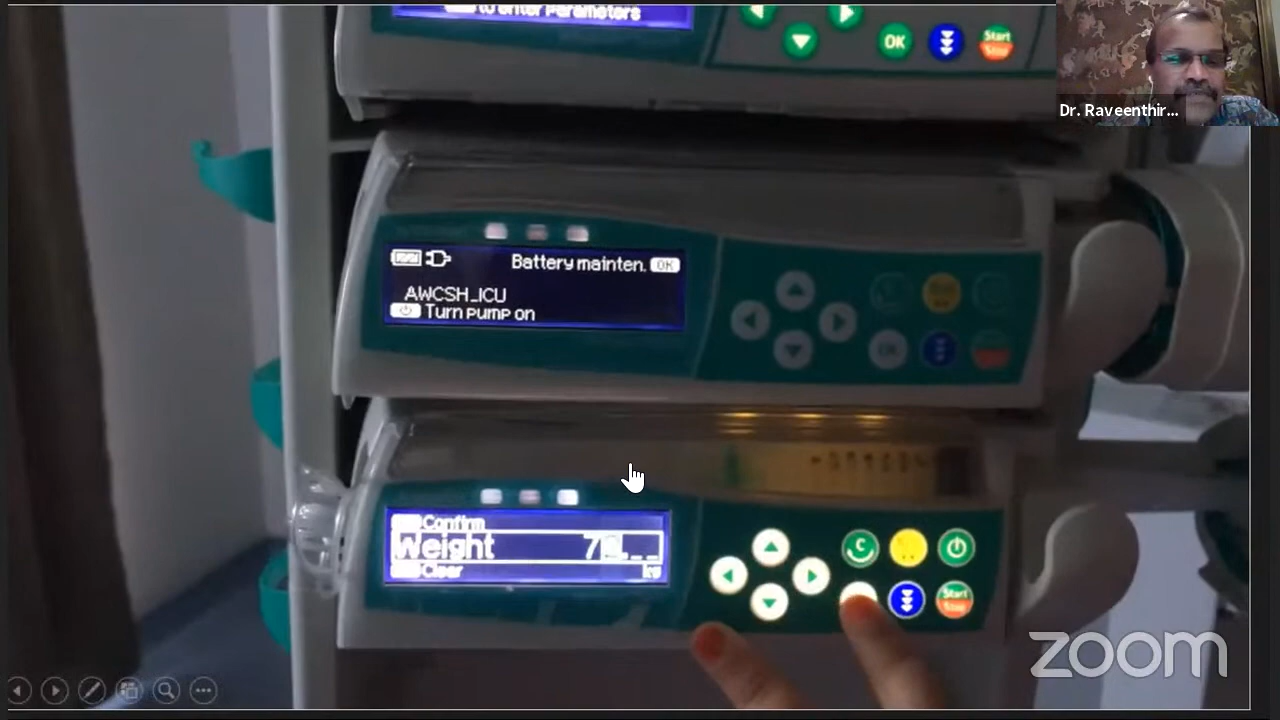 to enter Parameters
OK
Start
Stop
Dr. Raveenthir...
Battery mainten. OK
AWCSH_ICU
Turn pump on
Confirm
Weight
Clear
kg
C
Start
Stop
zoom